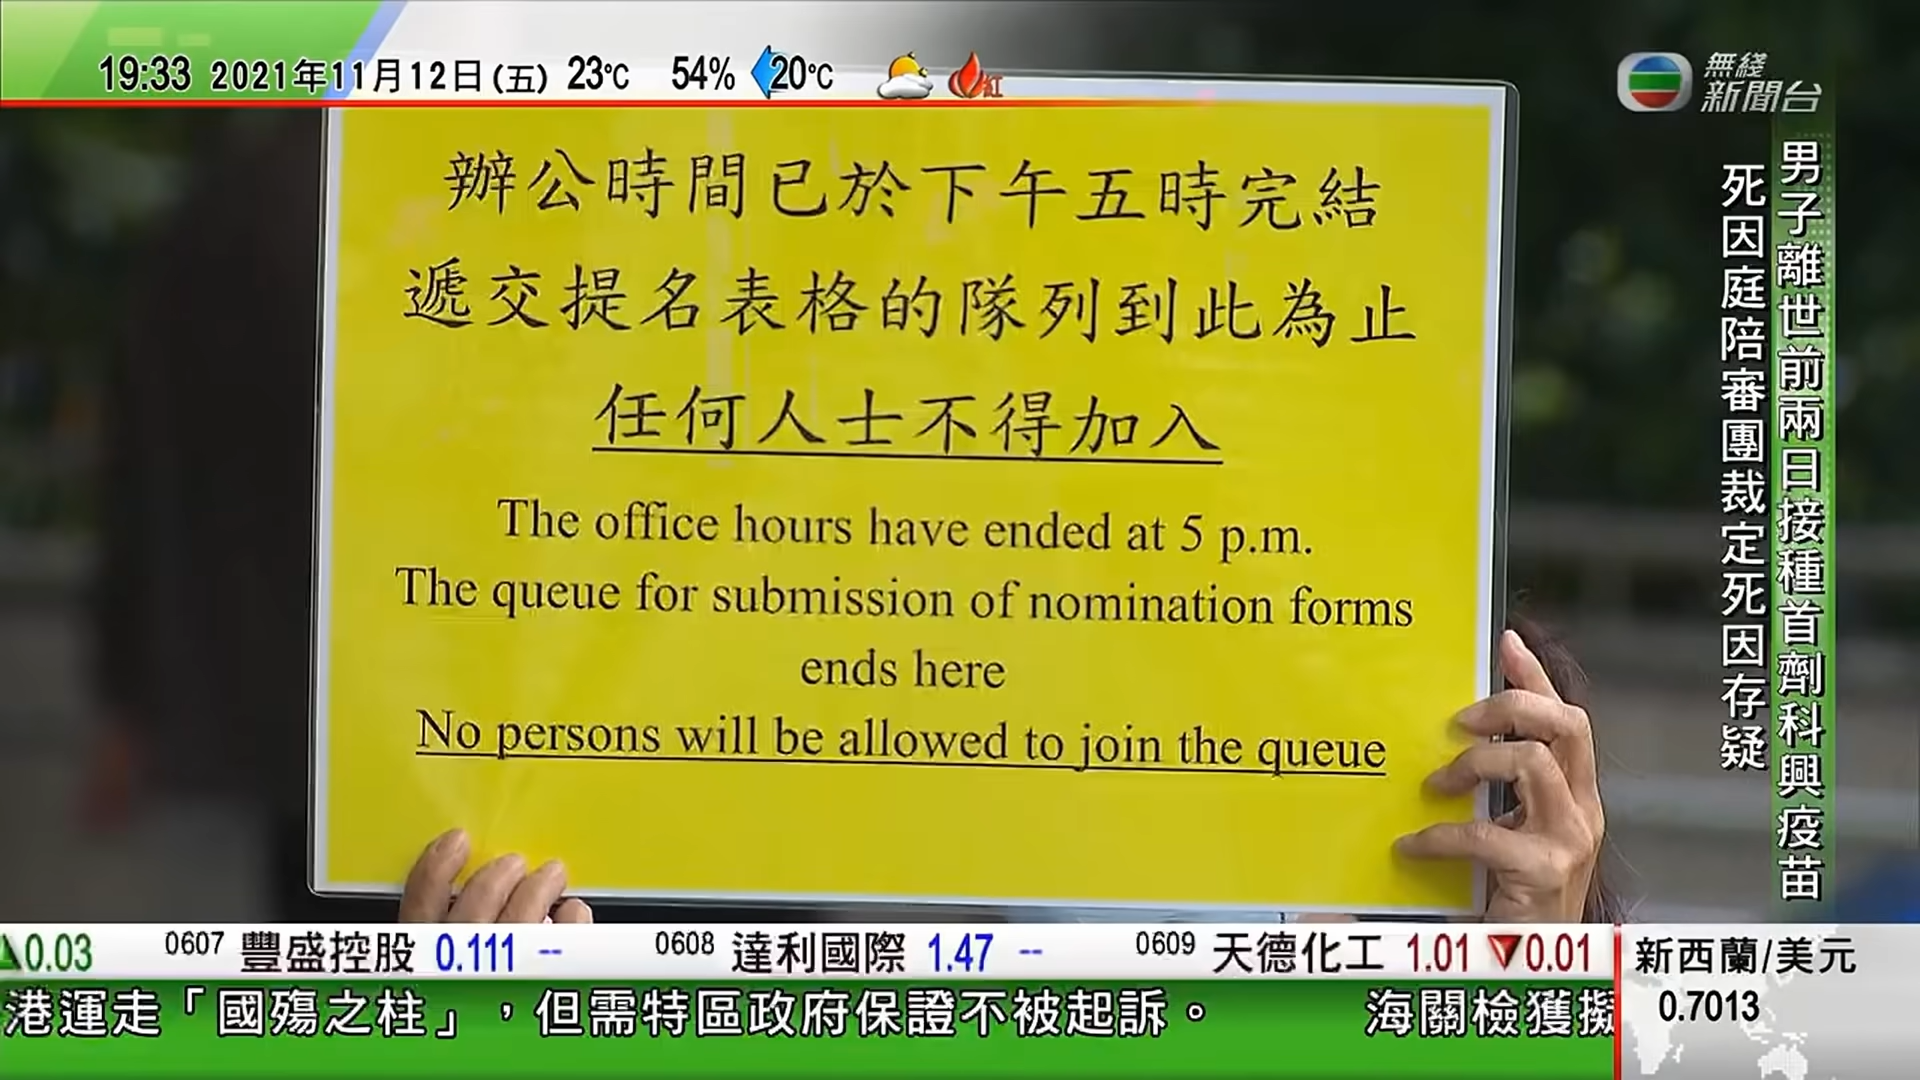 19:33 2021年11月12日(五) 23℃ 54% 20℃ 紅
無綫
新聞台
辦公時間已於下午五時完結
遞交提名表格的隊列到此為止
任何人士不得加入
The office hours have ended at 5 p.m.
The queue for submission of nomination forms
ends here
No persons will be allowed to join the queue
男子離世前兩日接種首劑科興疫苗
死因庭陪審團裁定死因存疑
▲0.03 0607 豐盛控股 0.111 -- 0608 達利國際 1.47 -- 0609 天德化工 1.01 ▼0.01
新西蘭/美元
0.7013
港運走「國殤之柱」，但需特區政府保證不被起訴。 海關檢獲擬